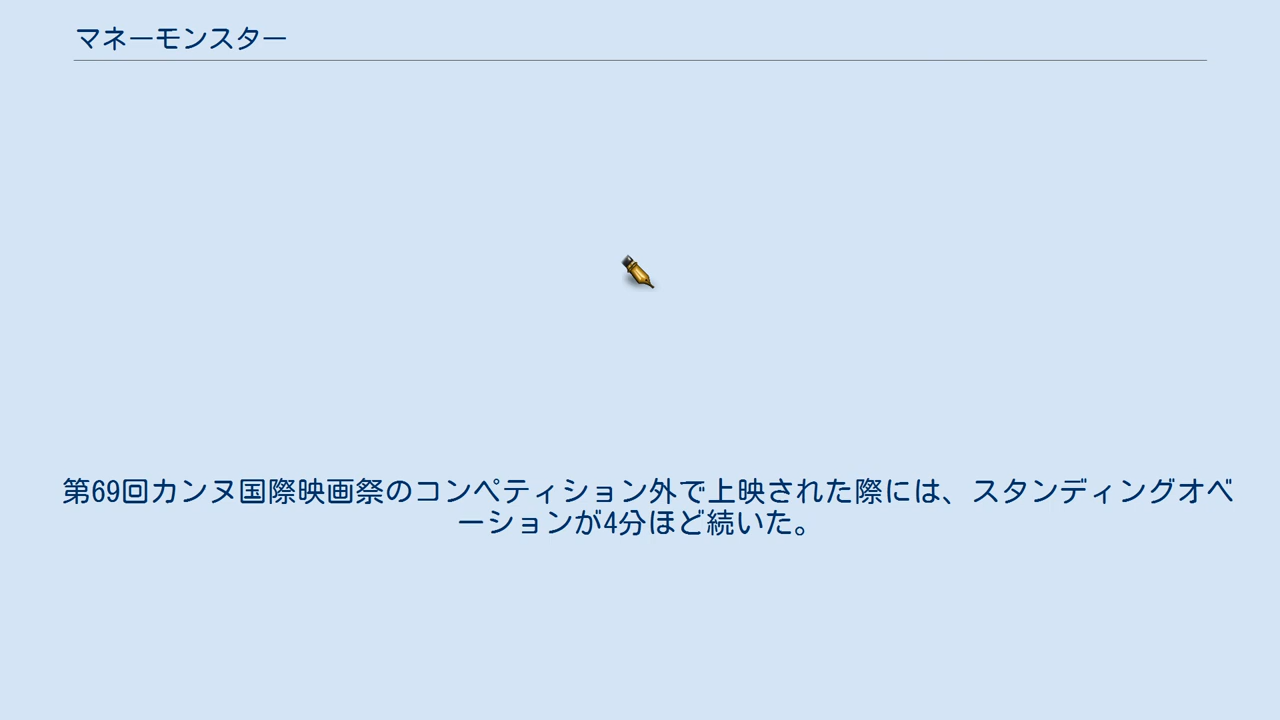 マネーモンスター
第69回カンヌ国際映画祭のコンペティション外で上映された際には、スタンディングオベ
ーションが4分ほど続いた。